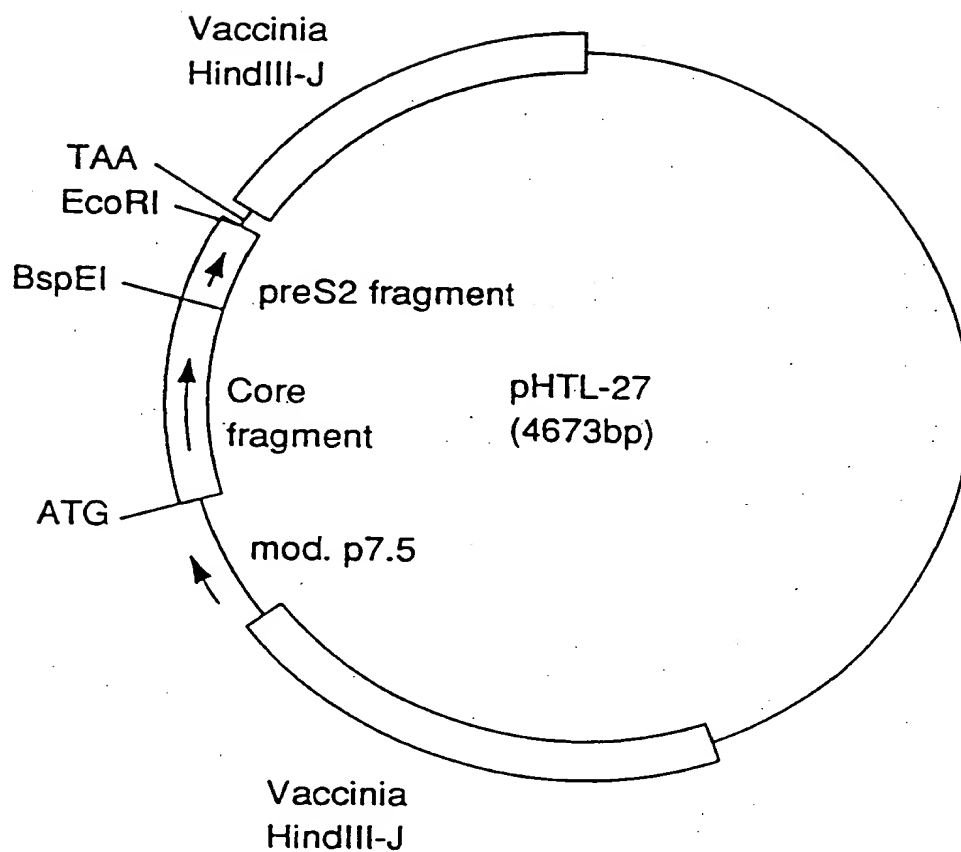 Vaccinia
HindIII-J
TAA
EcoRI
BspEI
preS2 fragment
Core
fragment
pHTL-27
(4673bp)
ATG
mod. p7.5
Vaccinia
HindIII-J